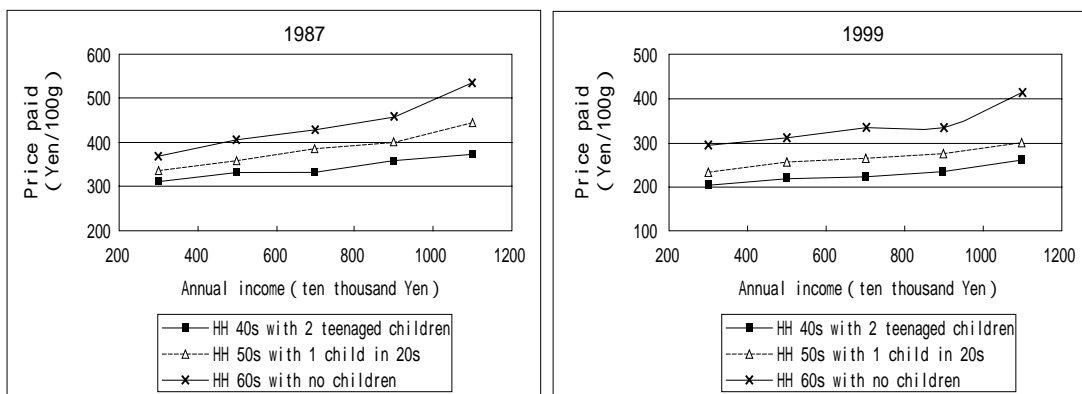 1987
Price paid
(Yen/100g)
600
500
400
300
200
200 400 600 800 1000 1200
Annual income(ten thousand Yen)
HH 40s with 2 teenaged children
HH 50s with 1 child in 20s
HH 60s with no children
1999
Price paid
(Yen/100g)
500
400
300
200
100
200 400 600 800 1000 1200
Annual income(ten thousand Yen)
HH 40s with 2 teenaged children
HH 50s with 1 child in 20s
HH 60s with no children